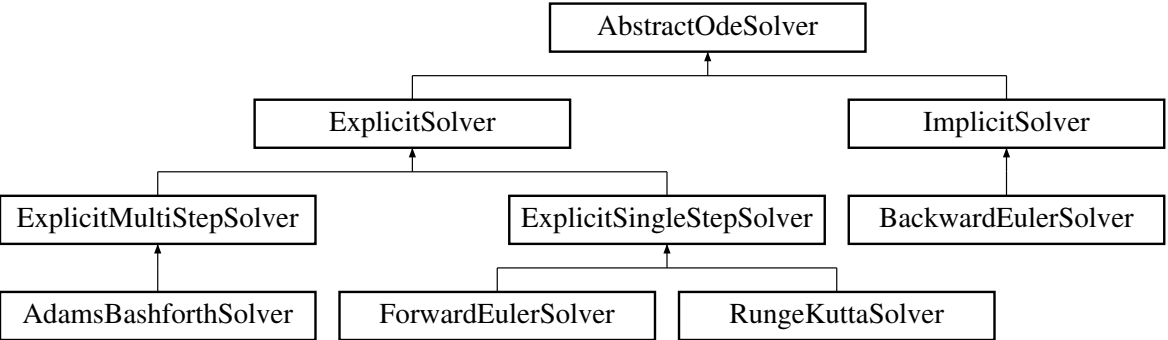 AbstractOdeSolver
ExplicitSolver
ImplicitSolver
ExplicitMultiStepSolver
ExplicitSingleStepSolver
BackwardEulerSolver
AdamsBashforthSolver
ForwardEulerSolver
RungeKuttaSolver